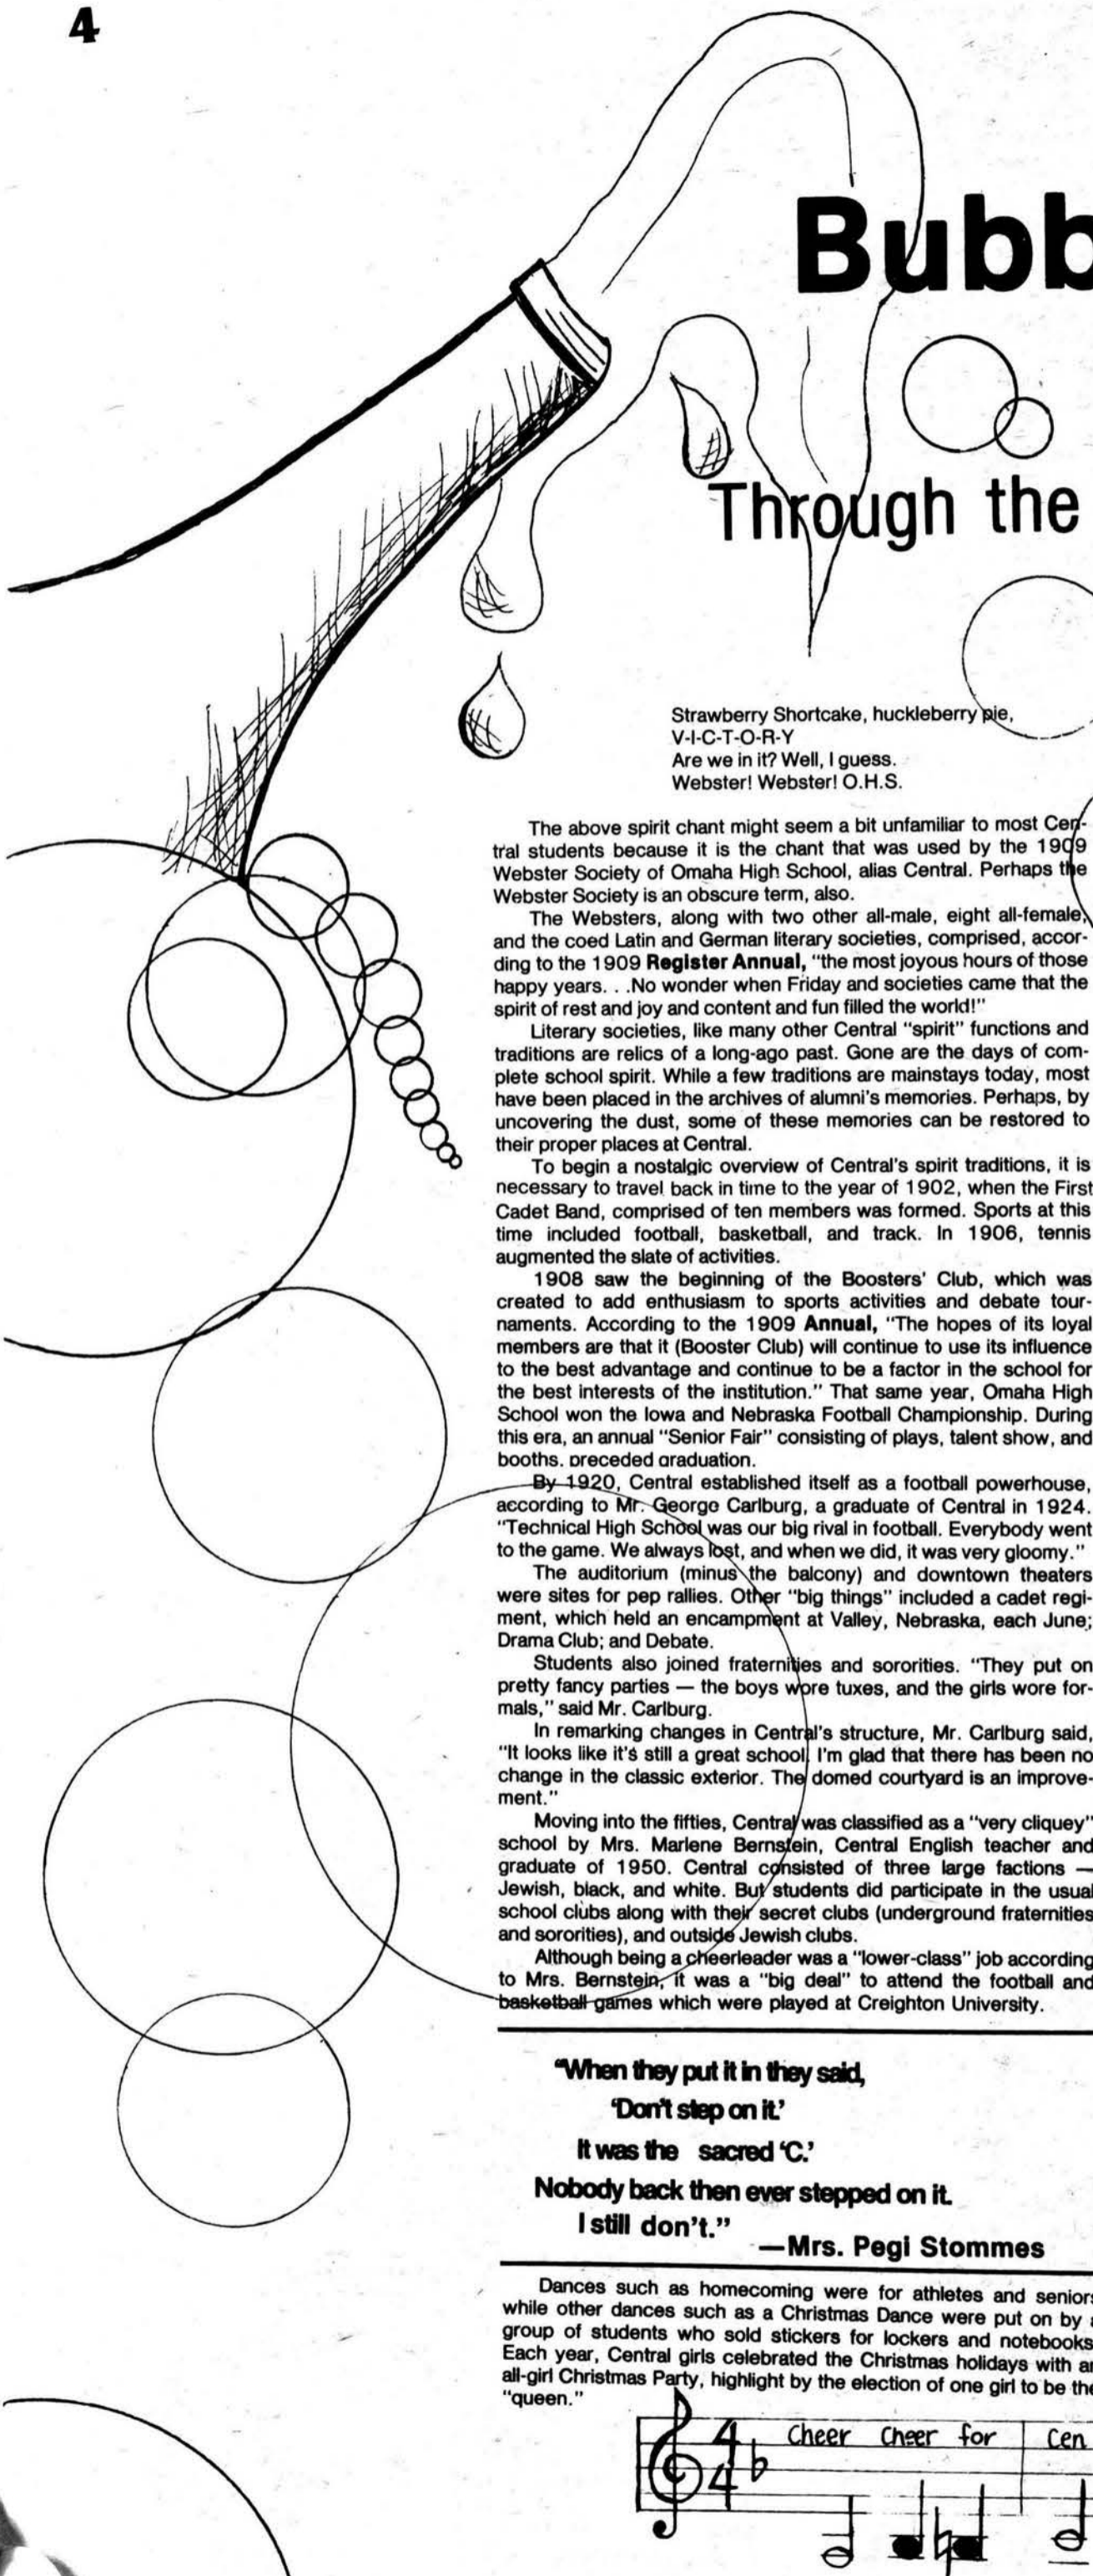 4
Bubb
Through the
Strawberry Shortcake, huckleberry pie,
V-I-C-T-O-R-Y
Are we in it? Well, I guess.
Webster! Webster! O.H.S.
The above spirit chant might seem a bit unfamiliar to most Cen-
tral students because it is the chant that was used by the 1909
Webster Society of Omaha High School, alias Central. Perhaps the
Webster Society is an obscure term, also.
The Websters, along with two other all-male, eight all-female,
and the coed Latin and German literary societies, comprised, accor-
ding to the 1909 Register Annual, "the most joyous hours of those
happy years. . .No wonder when Friday and societies came that the
spirit of rest and joy and content and fun filled the world!"
Literary societies, like many other Central "spirit" functions and
traditions are relics of a long-ago past. Gone are the days of com-
plete school spirit. While a few traditions are mainstays today, most
have been placed in the archives of alumni's memories. Perhaps, by
uncovering the dust, some of these memories can be restored to
their proper places at Central.
To begin a nostalgic overview of Central's spirit traditions, it is
necessary to travel back in time to the year of 1902, when the First
Cadet Band, comprised of ten members was formed. Sports at this
time included football, basketball, and track. In 1906, tennis
augmented the slate of activities.
1908 saw the beginning of the Boosters' Club, which was
created to add enthusiasm to sports activities and debate tour-
naments. According to the 1909 Annual, "The hopes of its loyal
members are that it (Booster Club) will continue to use its influence
to the best advantage and continue to be a factor in the school for
the best interests of the institution." That same year, Omaha High
School won the Iowa and Nebraska Football Championship. During
this era, an annual "Senior Fair" consisting of plays, talent show, and
booths, preceded graduation.
By 1920, Central established itself as a football powerhouse,
according to Mr. George Carlburg, a graduate of Central in 1924.
"Technical High School was our big rival in football. Everybody went
to the game. We always lost, and when we did, it was very gloomy."
The auditorium (minus the balcony) and downtown theaters
were sites for pep rallies. Other "big things" included a cadet regi-
ment, which held an encampment at Valley, Nebraska, each June;
Drama Club; and Debate.
Students also joined fraternities and sororities. "They put on
pretty fancy parties — the boys wore tuxes, and the girls wore for-
mals," said Mr. Carlburg.
In remarking changes in Central's structure, Mr. Carlburg said,
"It looks like it's still a great school. I'm glad that there has been no
change in the classic exterior. The domed courtyard is an improve-
ment."
Moving into the fifties, Central was classified as a "very cliquey"
school by Mrs. Marlene Bernstein, Central English teacher and
graduate of 1950. Central consisted of three large factions —
Jewish, black, and white. But students did participate in the usual
school clubs along with their secret clubs (underground fraternities
and sororities), and outside Jewish clubs.
Although being a cheerleader was a "lower-class" job according
to Mrs. Bernstein, it was a "big deal" to attend the football and
basketball games which were played at Creighton University.
"When they put it in they said,
'Don't step on it.'
It was the sacred 'C.'
Nobody back then ever stepped on it.
I still don't."
—Mrs. Pegi Stommes
Dances such as homecoming were for athletes and seniors
while other dances such as a Christmas Dance were put on by a
group of students who sold stickers for lockers and notebooks.
Each year, Central girls celebrated the Christmas holidays with an
all-girl Christmas Party, highlight by the election of one girl to be the
"queen."
4 Cheer Cheer for Cen
4